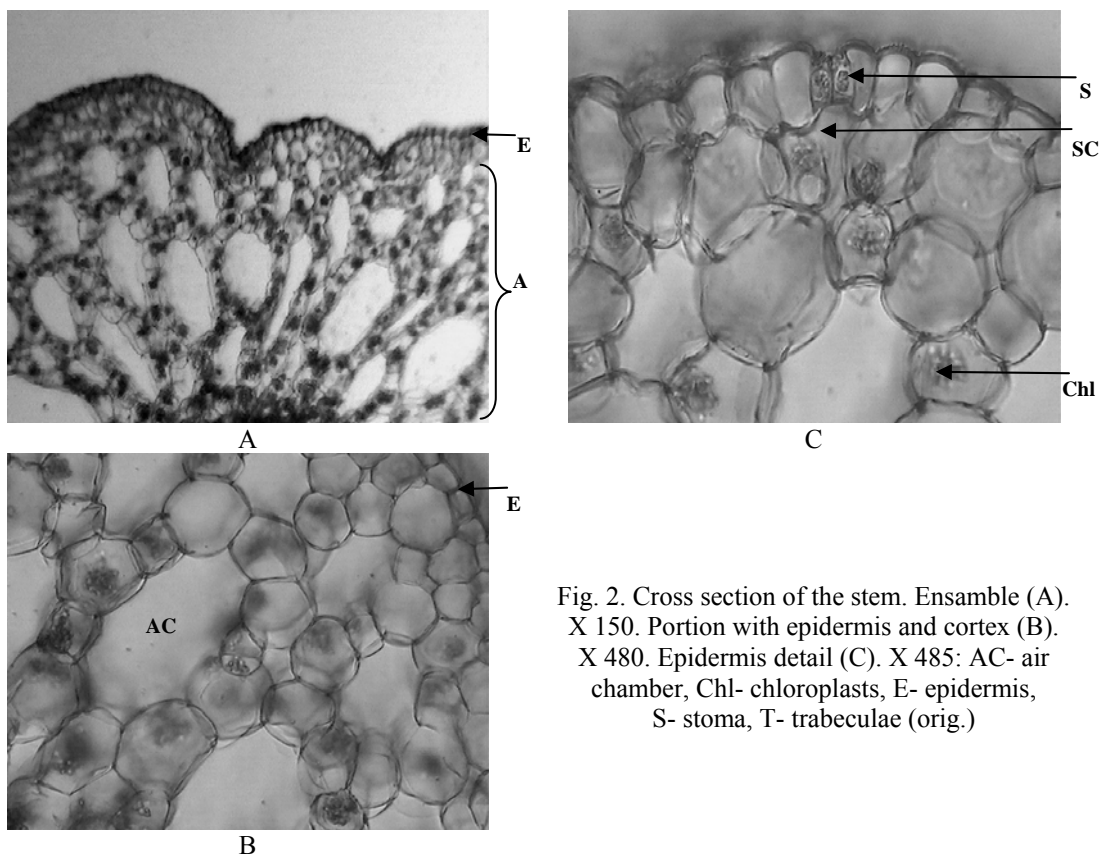 E
A
A
S
SC
Chl
C
E
AC
B
Fig. 2. Cross section of the stem. Ensamble (A).
X 150. Portion with epidermis and cortex (B).
X 480. Epidermis detail (C). X 485: AC- air
chamber, Chl- chloroplasts, E- epidermis,
S- stoma, T- trabeculae (orig.)